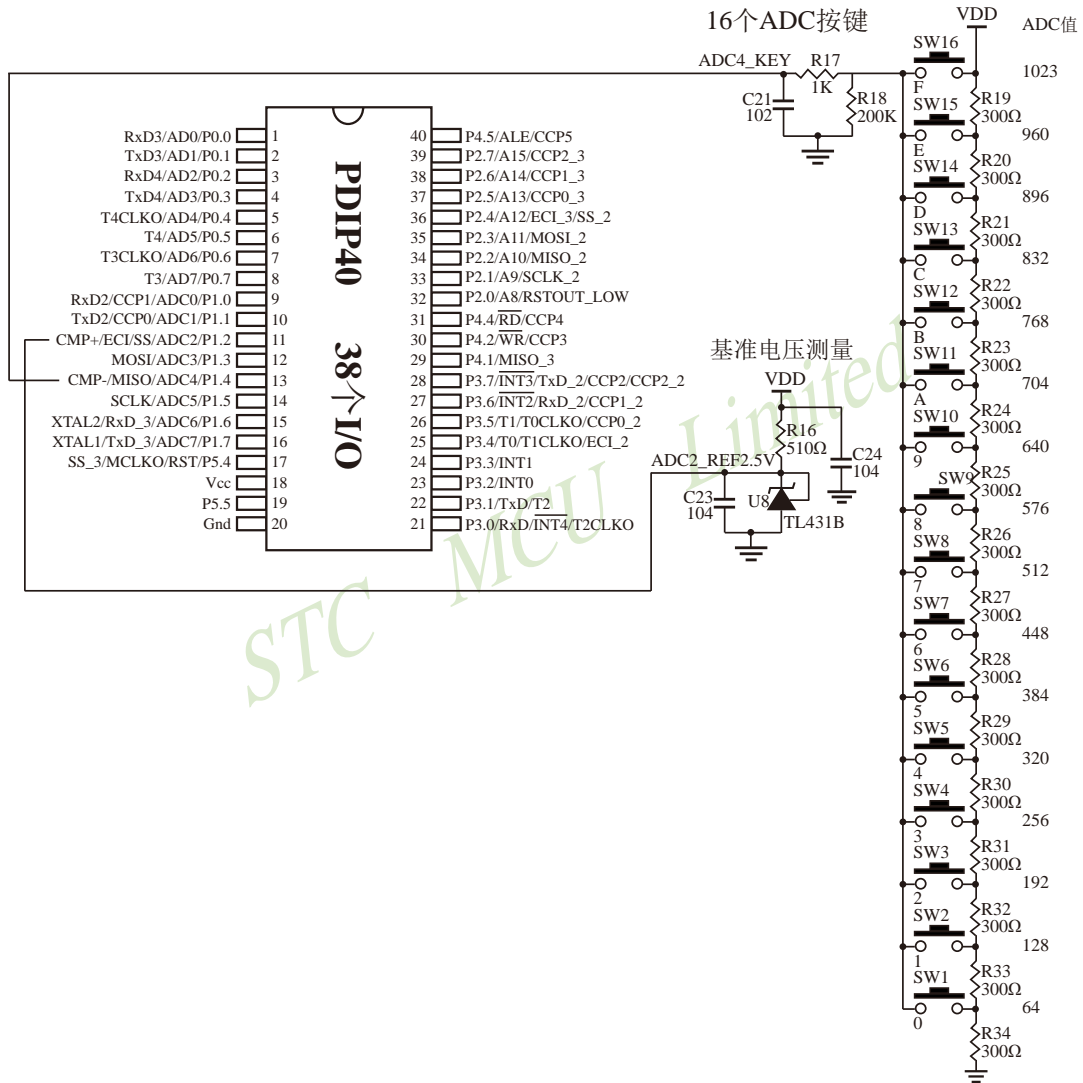 16个ADC按键
VDD
ADC值
ADC4_KEY
R17
1K
C21
102
R18
200K
SW16
F
1023
R19
300Ω
SW15
E
960
R20
300Ω
SW14
D
896
R21
300Ω
SW13
C
832
R22
300Ω
SW12
B
768
R23
300Ω
SW11
A
704
R24
300Ω
SW10
9
640
R25
300Ω
SW9
8
576
R26
300Ω
SW8
7
512
R27
300Ω
SW7
6
448
R28
300Ω
SW6
5
384
R29
300Ω
SW5
4
320
R30
300Ω
SW4
3
256
R31
300Ω
SW3
2
192
R32
300Ω
SW2
1
128
R33
300Ω
SW1
0
64
R34
300Ω
PDIP40 38个I/O
RxD3/AD0/P0.0 1
TxD3/AD1/P0.1 2
RxD4/AD2/P0.2 3
TxD4/AD3/P0.3 4
T4CLKO/AD4/P0.4 5
T4/AD5/P0.5 6
T3CLKO/AD6/P0.6 7
T3/AD7/P0.7 8
RxD2/CCP1/ADC0/P1.0 9
TxD2/CCP0/ADC1/P1.1 10
CMP+/ECI/SS/ADC2/P1.2 11
MOSI/ADC3/P1.3 12
CMP-/MISO/ADC4/P1.4 13
SCLK/ADC5/P1.5 14
XTAL2/RxD_3/ADC6/P1.6 15
XTAL1/TxD_3/ADC7/P1.7 16
SS_3/MCLKO/RST/P5.4 17
Vcc 18
P5.5 19
Gnd 20
40 P4.5/ALE/CCP5
39 P2.7/A15/CCP2_3
38 P2.6/A14/CCP1_3
37 P2.5/A13/CCP0_3
36 P2.4/A12/ECI_3/SS_2
35 P2.3/A11/MOSI_2
34 P2.2/A10/MISO_2
33 P2.1/A9/SCLK_2
32 P2.0/A8/RSTOUT_LOW
31 P4.4/RD/CCP4
30 P4.2/WR/CCP3
29 P4.1/MISO_3
28 P3.7/INT3/TxD_2/CCP2/CCP2_2
27 P3.6/INT2/RxD_2/CCP1_2
26 P3.5/T1/T0CLKO/CCP0_2
25 P3.4/T0/T1CLKO/ECI_2
24 P3.3/INT1
23 P3.2/INT0
22 P3.1/TxD/T2
21 P3.0/RxD/INT4/T2CLKO
基准电压测量
VDD
R16
510Ω
ADC2_REF2.5V
C24
104
C23
104
U8
TL431B
STC MCU Limited